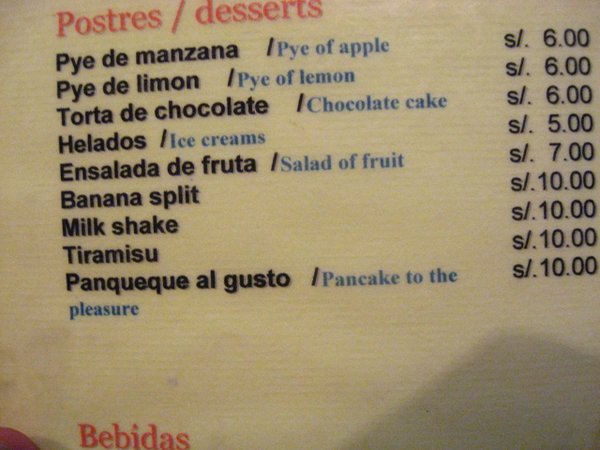 Postres / desserts
Pye de manzana / Pye of apple s/. 6.00
Pye de limon / Pye of lemon s/. 6.00
Torta de chocolate / Chocolate cake s/. 6.00
Helados / Ice creams s/. 5.00
Ensalada de fruta / Salad of fruit s/. 7.00
Banana split s/.10.00
Milk shake s/.10.00
Tiramisu s/.10.00
Panqueque al gusto / Pancake to the s/.10.00
pleasure
Bebidas